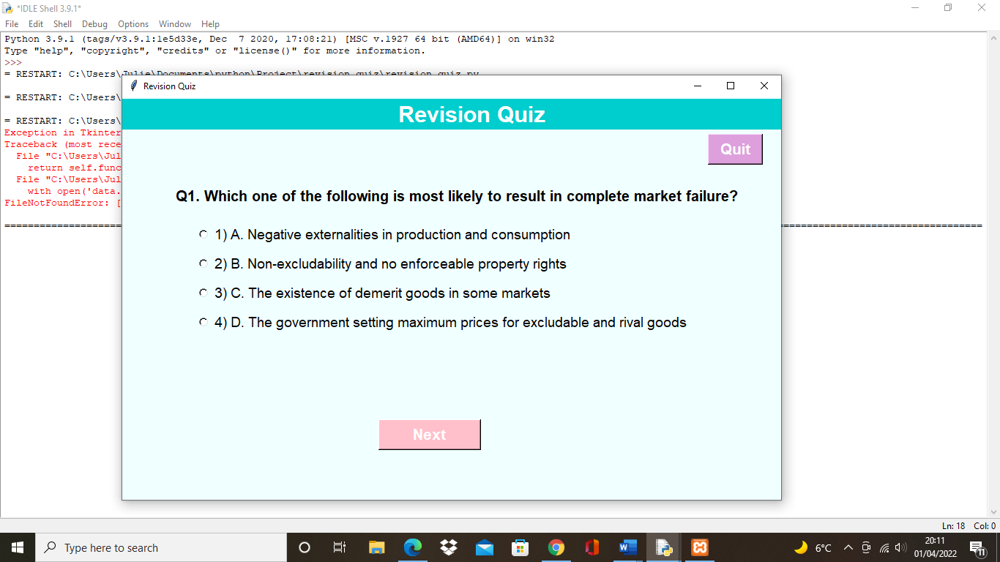 *IDLE Shell 3.9.1*
File Edit Shell Debug Options Window Help
Python 3.9.1 (tags/v3.9.1:1e5d33e, Dec  7 2020, 17:08:21) [MSC v.1927 64 bit (AMD64)] on win32
Type "help", "copyright", "credits" or "license()" for more information.
>>>
= RESTART: C:\Users\Julie\Documents\python\Project\revision quiz\revision quiz.py
= RESTART: C:\Users\
= RESTART: C:\Users\
Exception in Tkinter
Traceback (most rece
File "C:\Users\Jul
return self.func
File "C:\Users\Jul
with open('data.
FileNotFoundError: [
Revision Quiz
Revision Quiz
Quit
Q1. Which one of the following is most likely to result in complete market failure?
1) A. Negative externalities in production and consumption
2) B. Non-excludability and no enforceable property rights
3) C. The existence of demerit goods in some markets
4) D. The government setting maximum prices for excludable and rival goods
Next
Ln: 18 Col: 0
Type here to search
6°C
20:11
01/04/2022
11